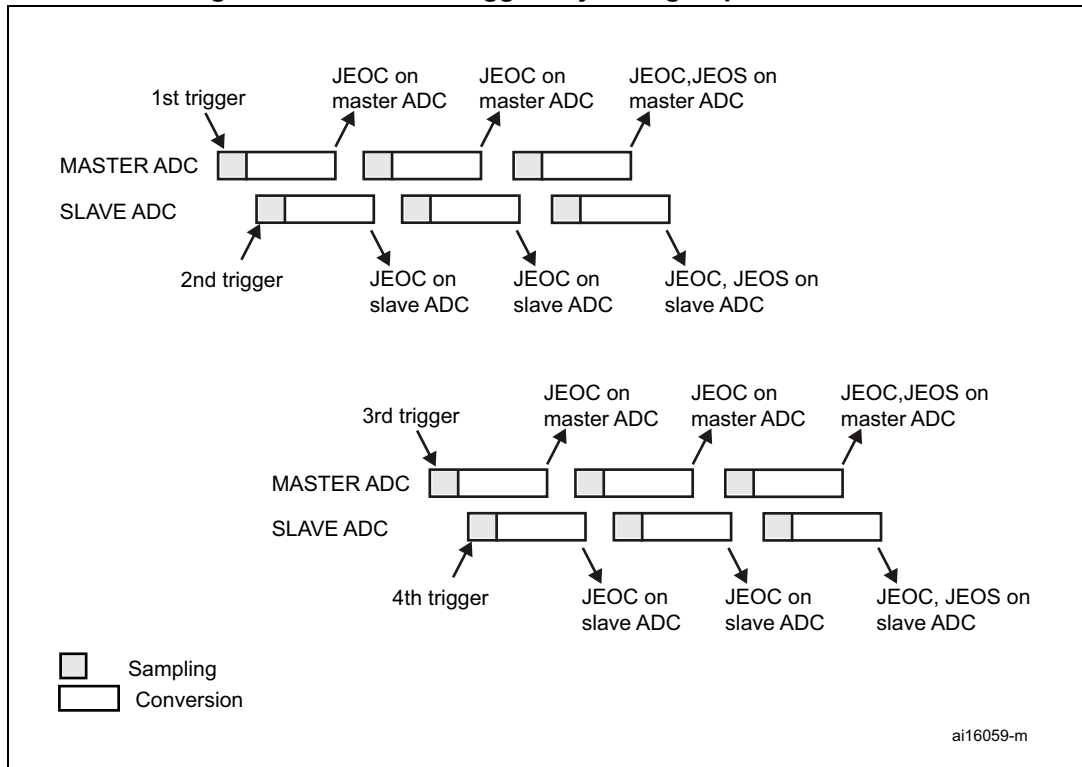 JEOC on
master ADC
JEOC on
master ADC
JEOC,JEOS on
master ADC
1st trigger
MASTER ADC
SLAVE ADC
2nd trigger
JEOC on
slave ADC
JEOC on
slave ADC
JEOC, JEOS on
slave ADC
JEOC on
master ADC
JEOC on
master ADC
JEOC,JEOS on
master ADC
3rd trigger
MASTER ADC
SLAVE ADC
4th trigger
JEOC on
slave ADC
JEOC on
slave ADC
JEOC, JEOS on
slave ADC
Sampling
Conversion
ai16059-m